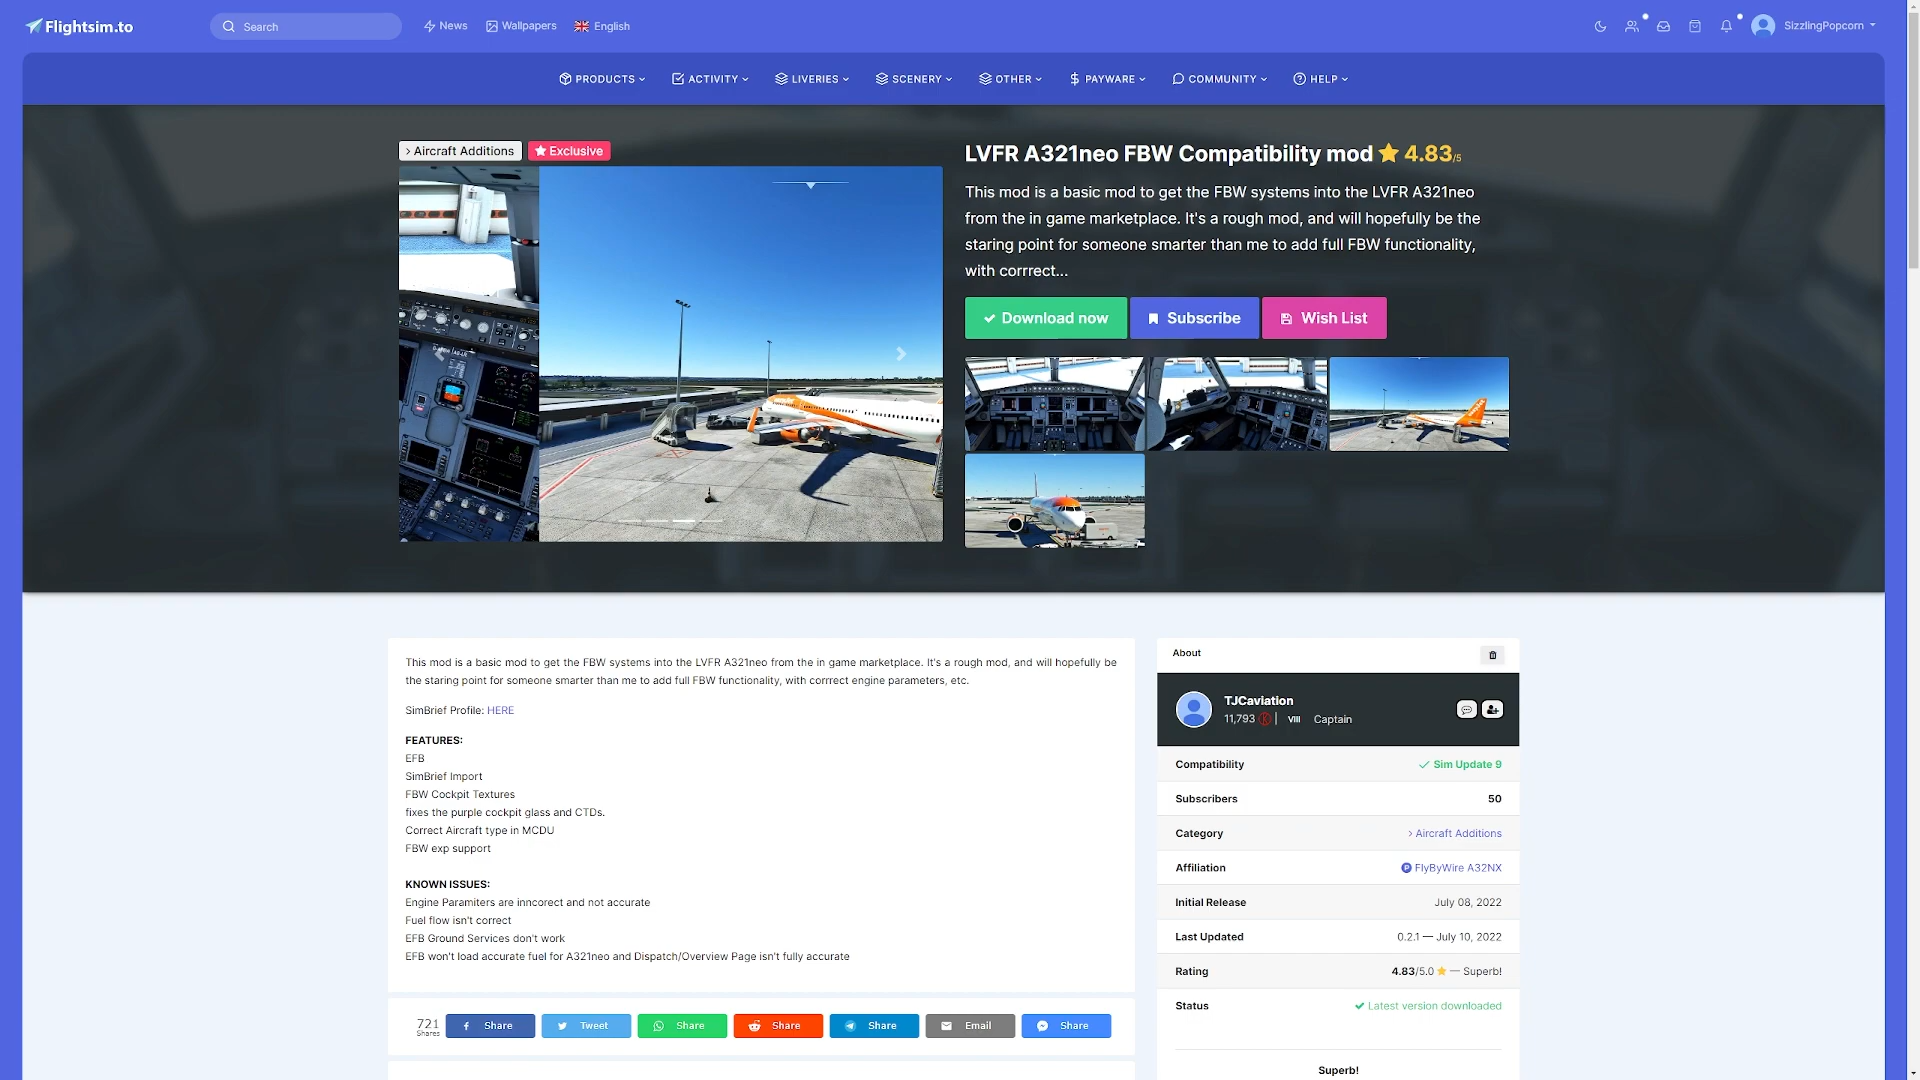 Flightsim.to
Search
News
Wallpapers
English
SizzlingPopcorn
PRODUCTS
ACTIVITY
LIVERIES
SCENERY
OTHER
PAYWARE
COMMUNITY
HELP
> Aircraft Additions
Exclusive
LVFR A321neo FBW Compatibility mod 4.83/5
This mod is a basic mod to get the FBW systems into the LVFR A321neo
from the in game marketplace. It's a rough mod, and will hopefully be the
staring point for someone smarter than me to add full FBW functionality,
with corrrect...
Download now
Subscribe
Wish List
This mod is a basic mod to get the FBW systems into the LVFR A321neo from the in game marketplace. It's a rough mod, and will hopefully be
the staring point for someone smarter than me to add full FBW functionality, with corrrect engine parameters, etc.
SimBrief Profile: HERE
FEATURES:
EFB
SimBrief Import
FBW Cockpit Textures
fixes the purple cockpit glass and CTDs.
Correct Aircraft type in MCDU
FBW exp support
KNOWN ISSUES:
Engine Paramiters are inncorect and not accurate
Fuel flow isn't correct
EFB Ground Services don't work
EFB won't load accurate fuel for A321neo and Dispatch/Overview Page isn't fully accurate
721
Shares
Share
Tweet
Share
Share
Share
Email
Share
About
TJCaviation
11,793 | VIII Captain
Compatibility Sim Update 9
Subscribers 50
Category > Aircraft Additions
Affiliation FlyByWire A32NX
Initial Release July 08, 2022
Last Updated 0.2.1 — July 10, 2022
Rating 4.83/5.0 — Superb!
Status Latest version downloaded
Superb!